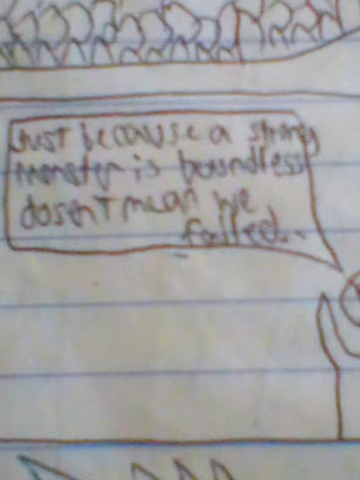 Just because a strong
monster is boundless
dosen't mean we
failed...